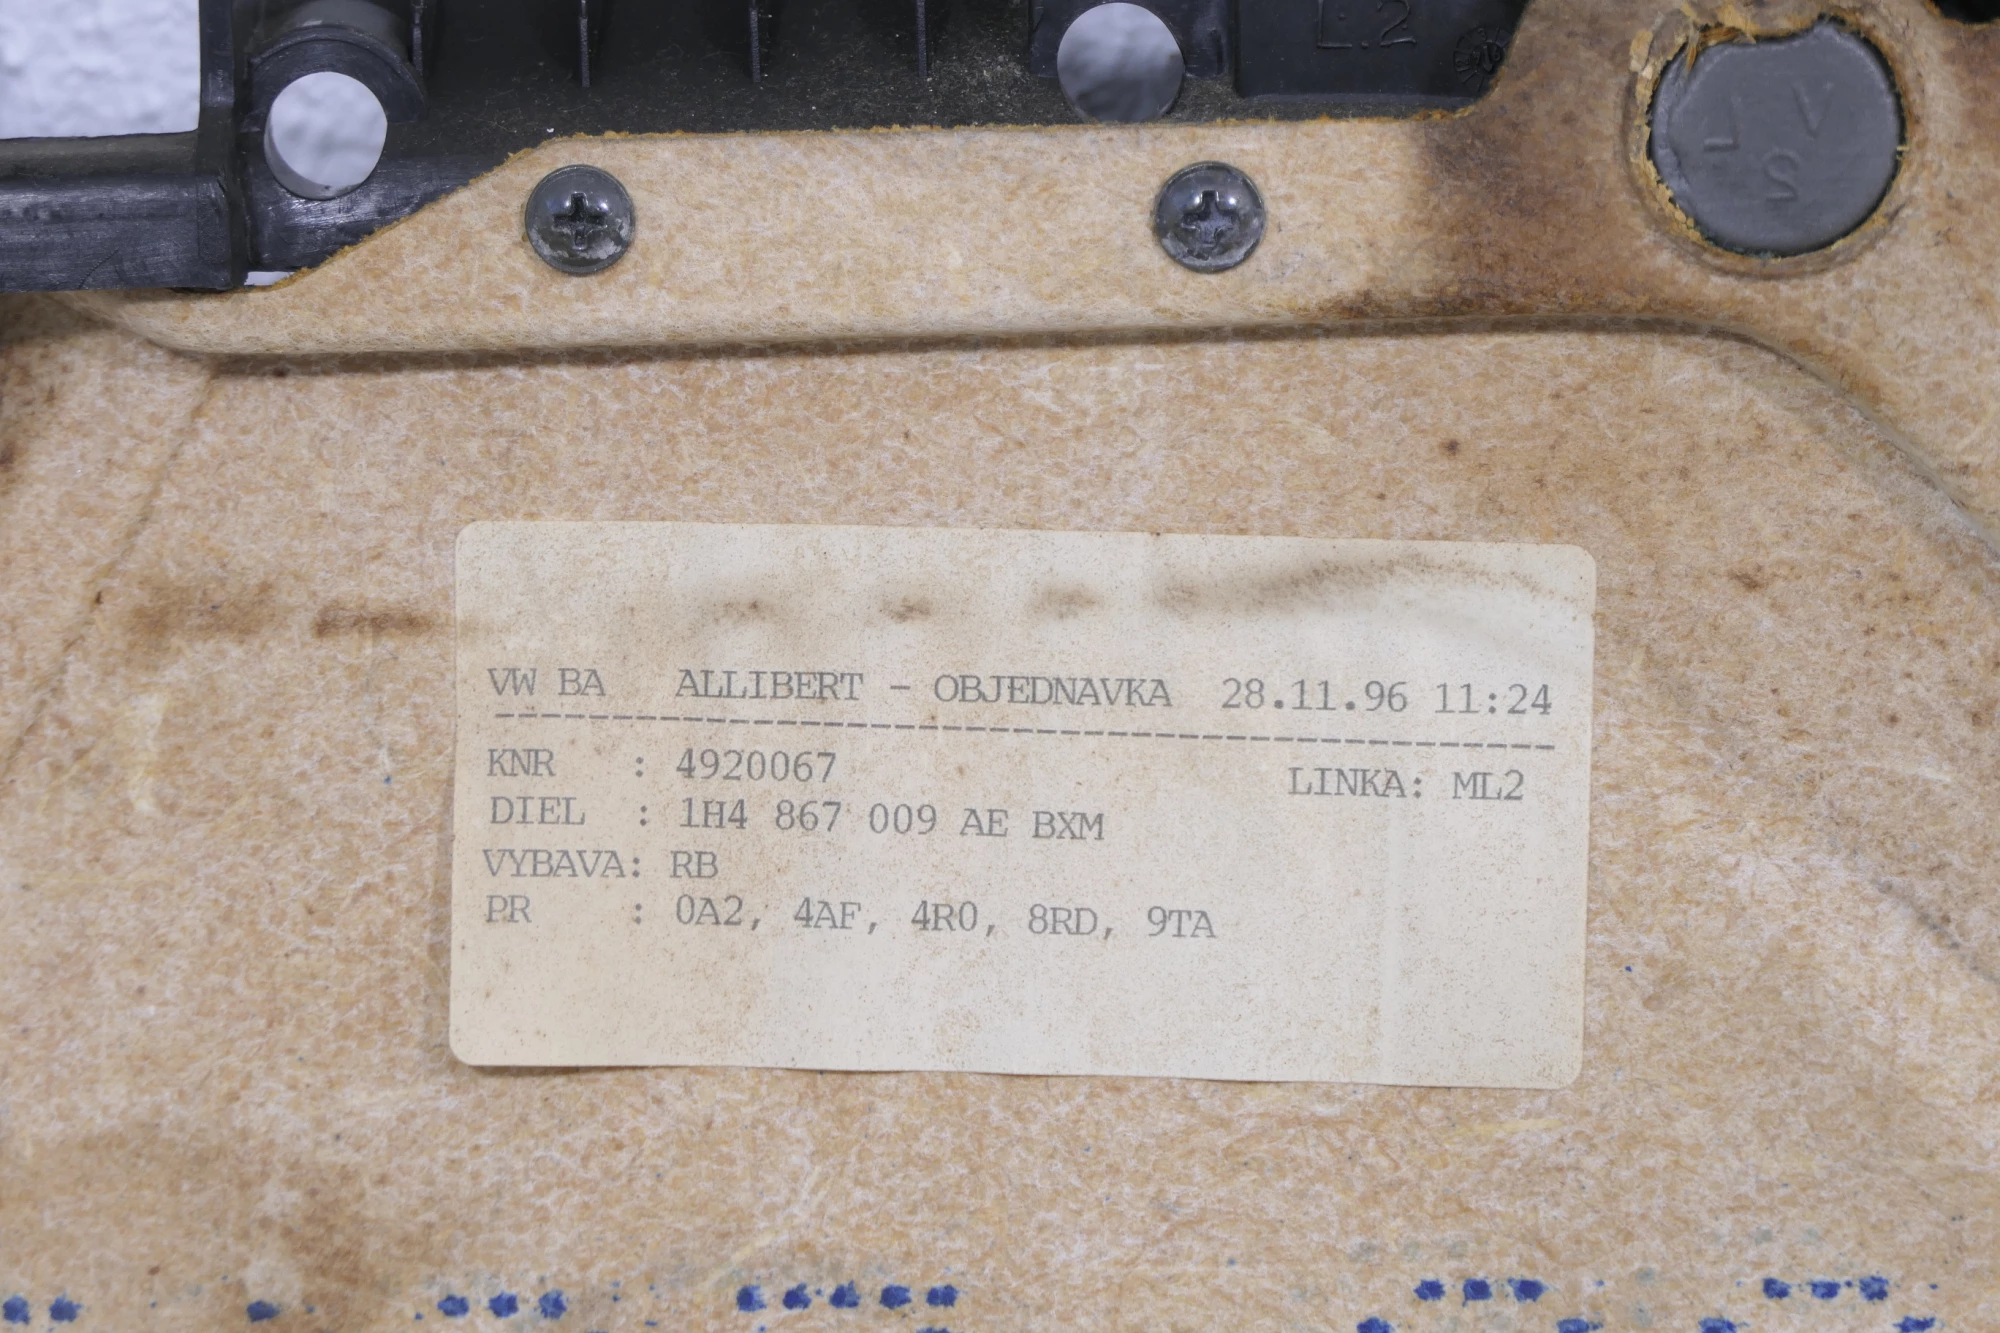 L:2
VW BA ALLIBERT - OBJEDNAVKA 28.11.96 11:24
KNR : 4920067 LINKA: ML2
DIEL : 1H4 867 009 AE BXM
VYBAVA: RB
PR : 0A2, 4AF, 4R0, 8RD, 9TA